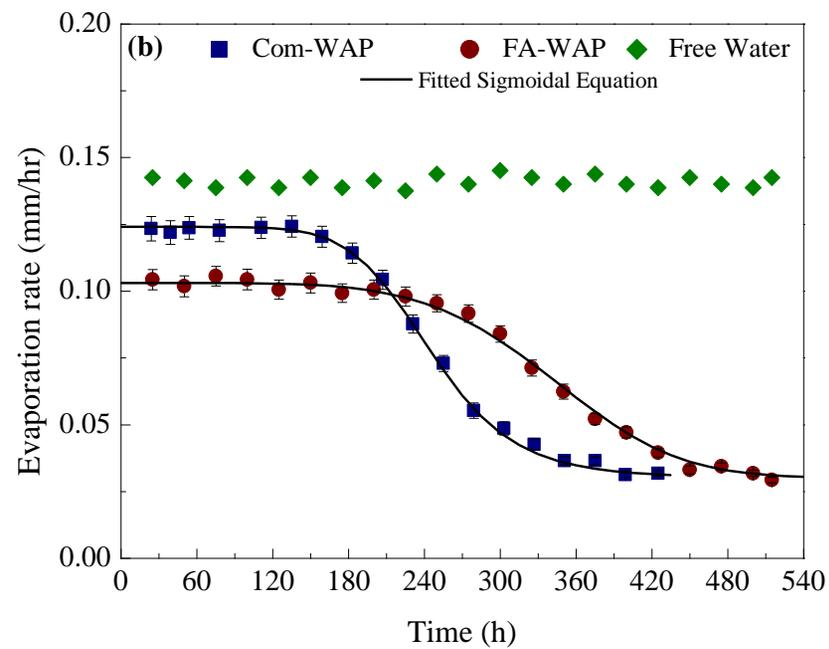 (b) Com-WAP FA-WAP Free Water
Fitted Sigmoidal Equation
Evaporation rate (mm/hr)
0.20
0.15
0.10
0.05
0.00
0 60 120 180 240 300 360 420 480 540
Time (h)